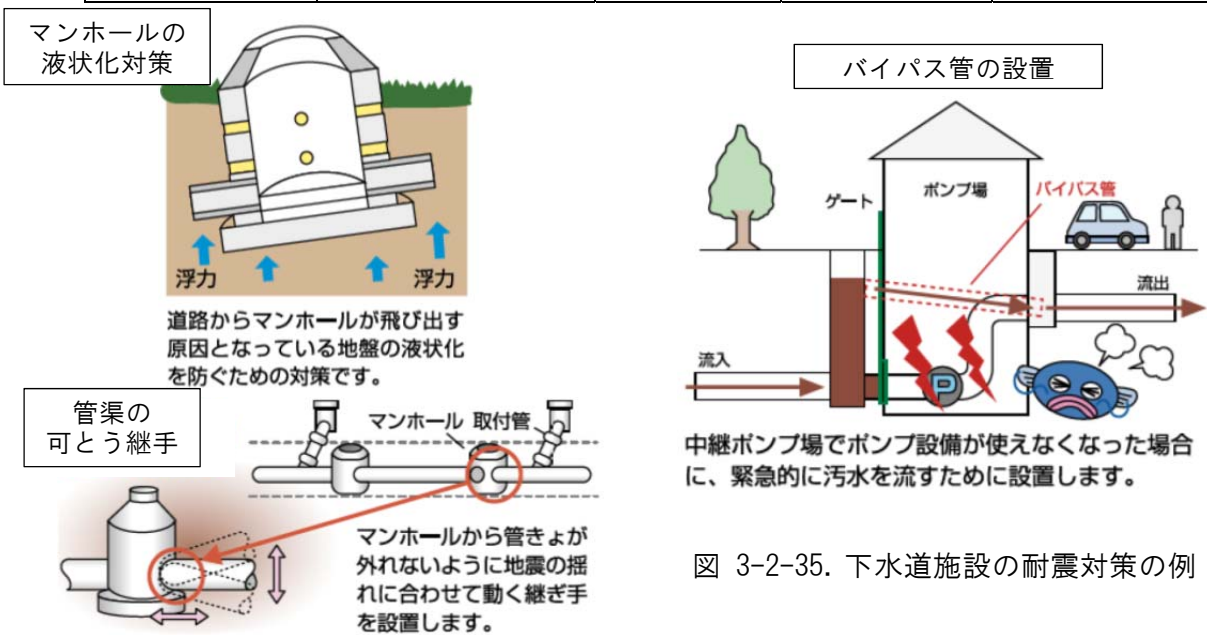 マンホールの
液状化対策
浮力
浮力
道路からマンホールが飛び出す
原因となっている地盤の液状化
を防ぐための対策です。
管渠の
可とう継手
マンホール 取付管
マンホールから管きょが
外れないように地震の揺
れに合わせて動く継ぎ手
を設置します。
バイパス管の設置
ゲート
ポンプ場
バイパス管
流出
流入
P
中継ポンプ場でポンプ設備が使えなくなった場合
に、緊急的に汚水を流すために設置します。
図 3-2-35. 下水道施設の耐震対策の例